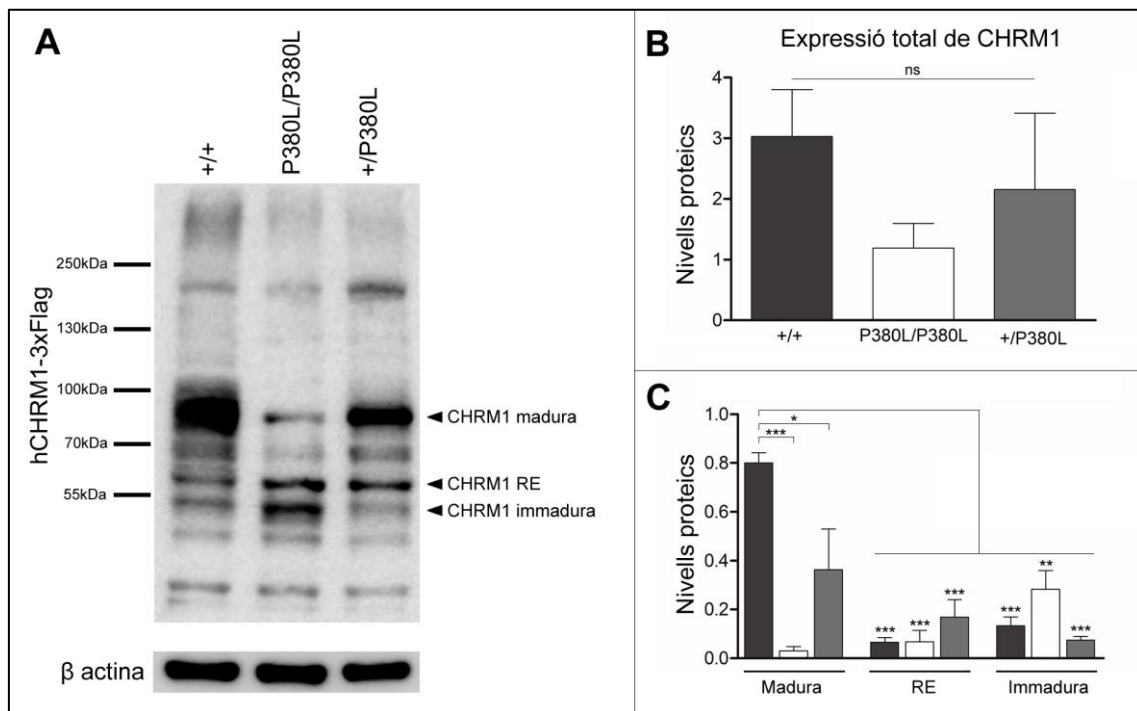 A
+/+
P380L/P380L
+/P380L
hCHRM1-3xFlag
250kDa
130kDa
100kDa
70kDa
55kDa
CHRM1 madura
CHRM1 RE
CHRM1 immadura
β actina
B
Expressió total de CHRM1
ns
Nivells proteics
4
3
2
1
0
+/+
P380L/P380L
+/P380L
C
Nivells proteics
1.0
0.8
0.6
0.4
0.2
0.0
*
***
***
***
***
***
**
***
Madura
RE
Immadura